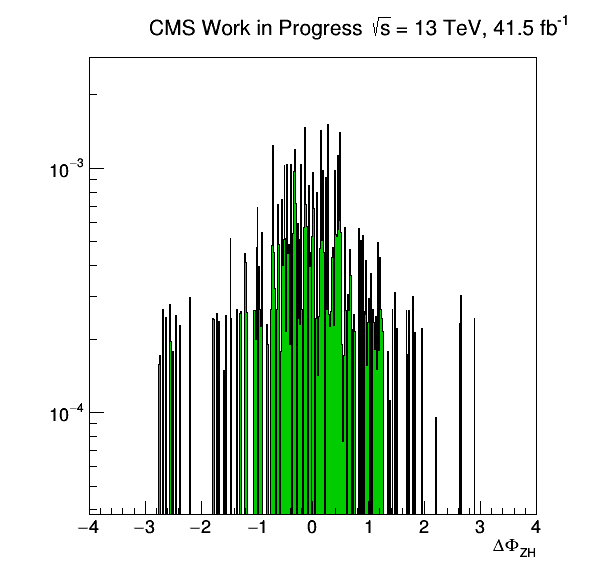 CMS Work in Progress √s = 13 TeV, 41.5 fb⁻¹
10⁻³
10⁻⁴
−4 −3 −2 −1 0 1 2 3 4
ΔΦ_ZH